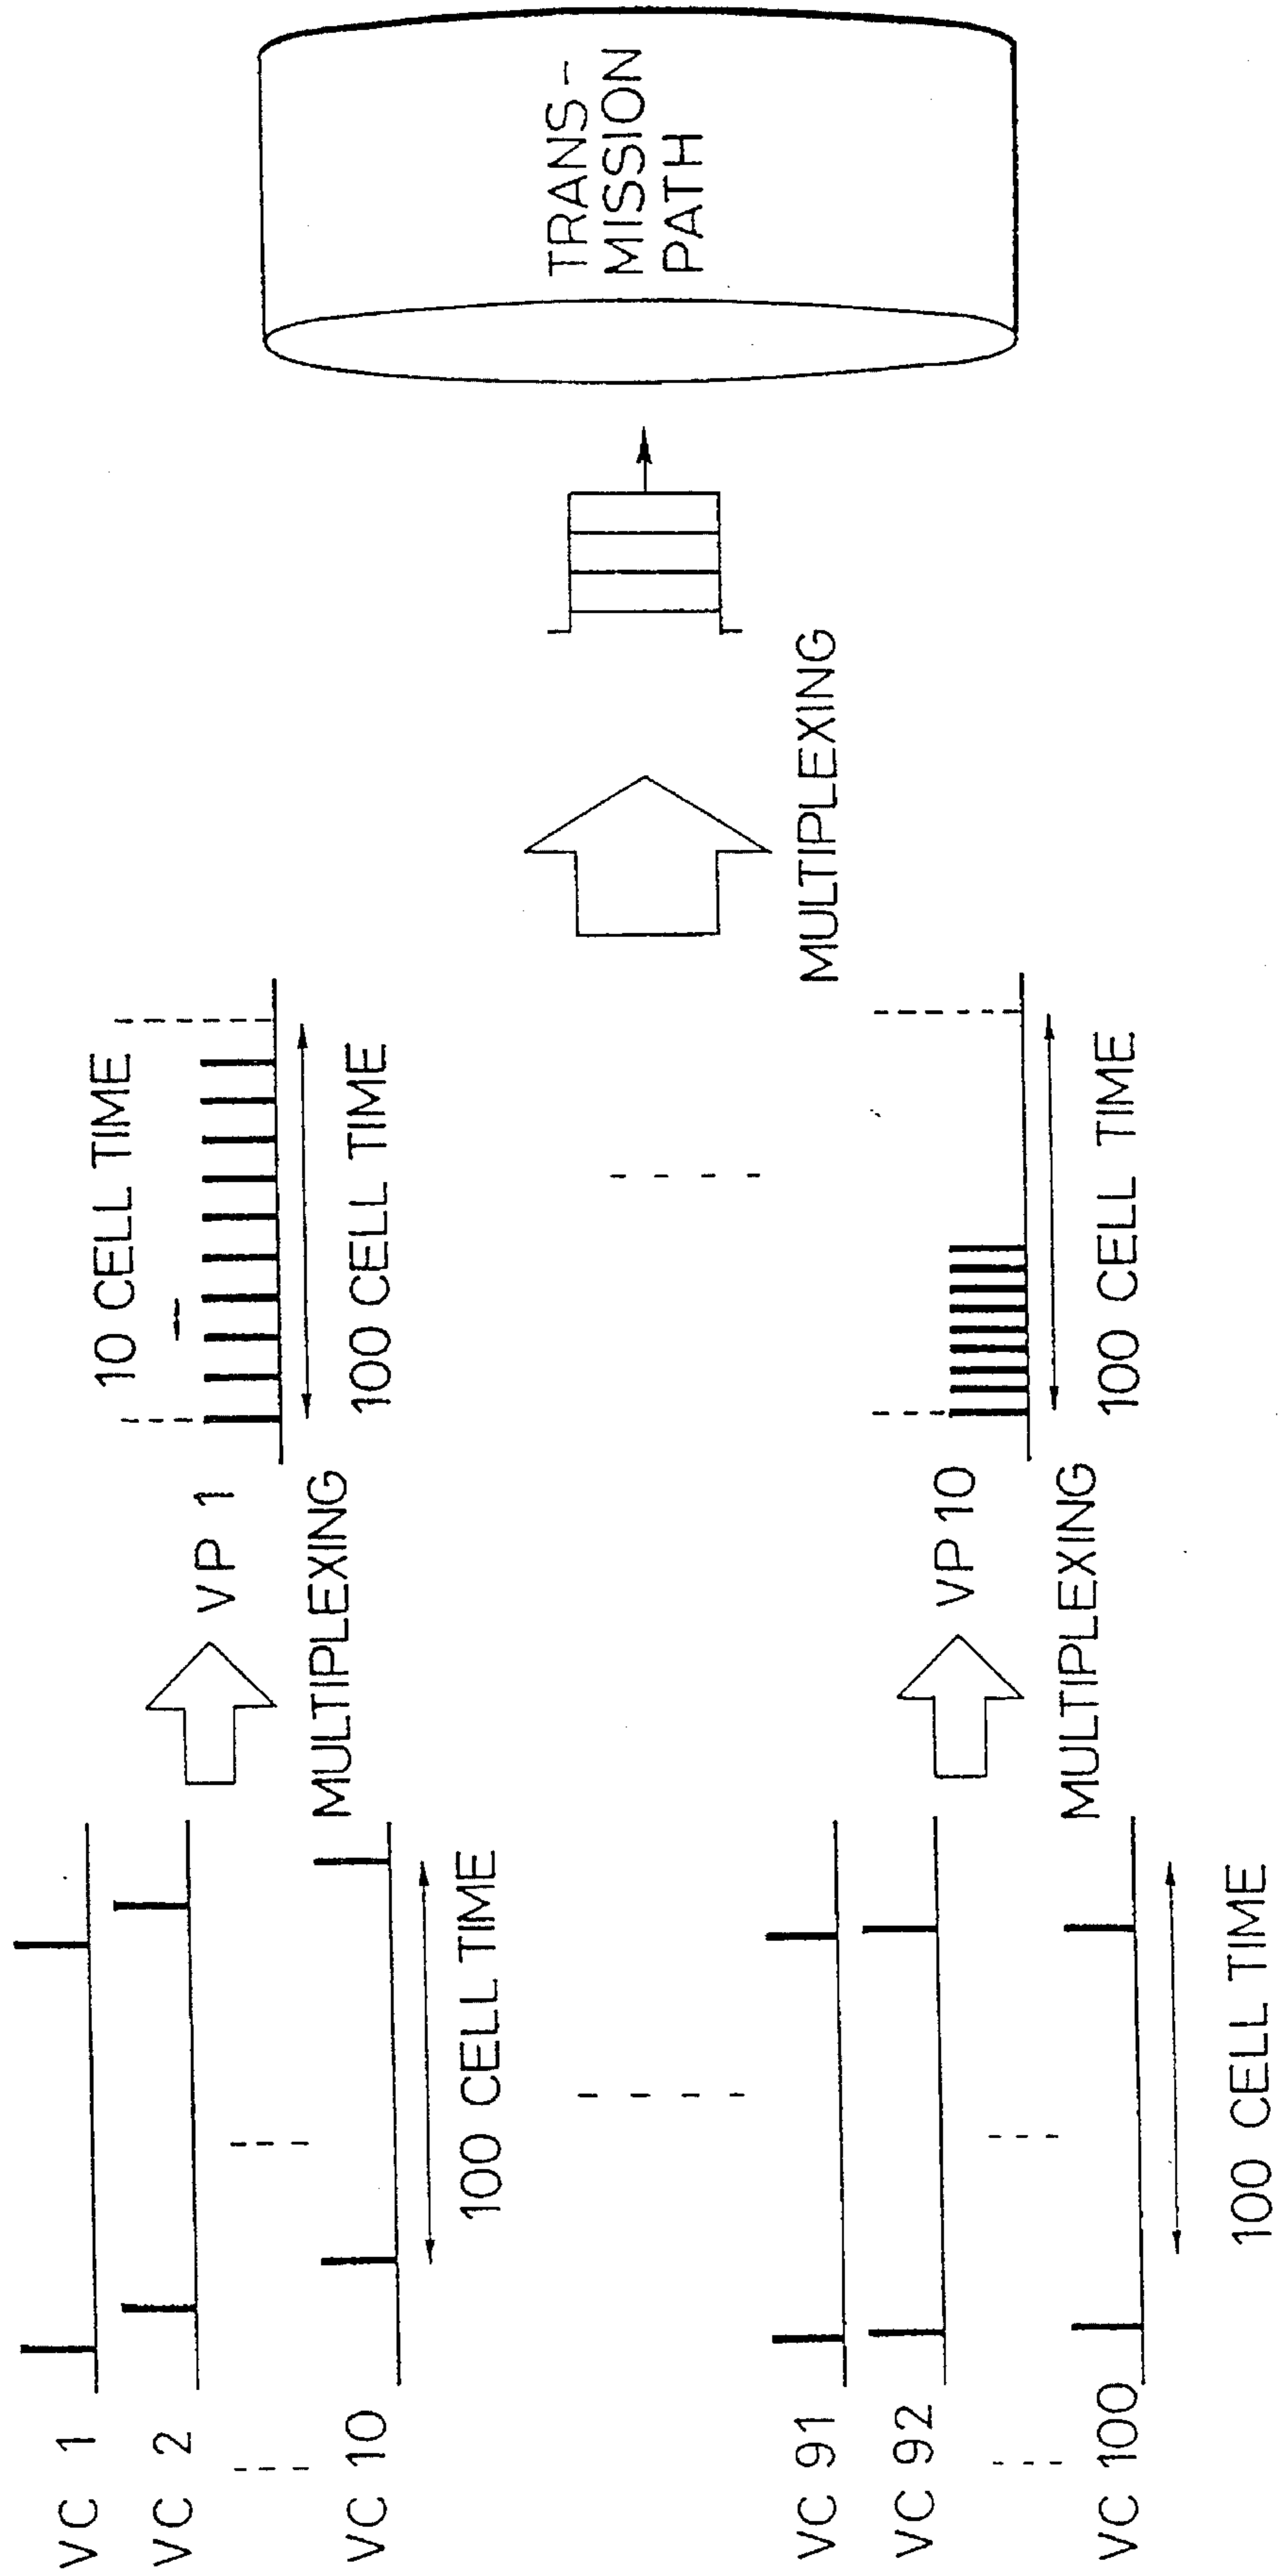 VC 1
VC 2
VC 10
100 CELL TIME
MULTIPLEXING
VP 1
10 CELL TIME
100 CELL TIME
VC 91
VC 92
VC 100
100 CELL TIME
MULTIPLEXING
VP 10
100 CELL TIME
MULTIPLEXING
TRANS-
MISSION
PATH